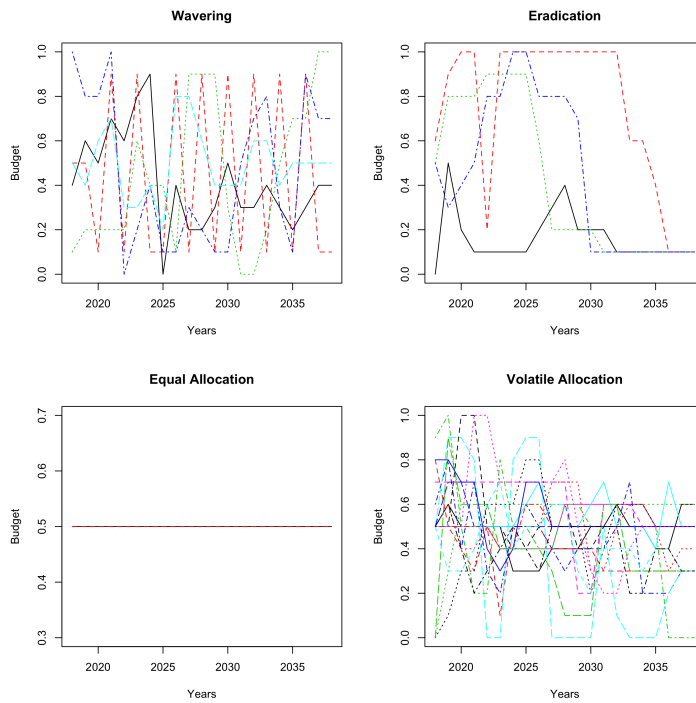 Wavering
Budget
0.0 0.2 0.4 0.6 0.8 1.0
2020 2025 2030 2035
Years
Eradication
Budget
0.0 0.2 0.4 0.6 0.8 1.0
2020 2025 2030 2035
Years
Equal Allocation
Budget
0.3 0.4 0.5 0.6 0.7
2020 2025 2030 2035
Years
Volatile Allocation
Budget
0.0 0.2 0.4 0.6 0.8 1.0
2020 2025 2030 2035
Years